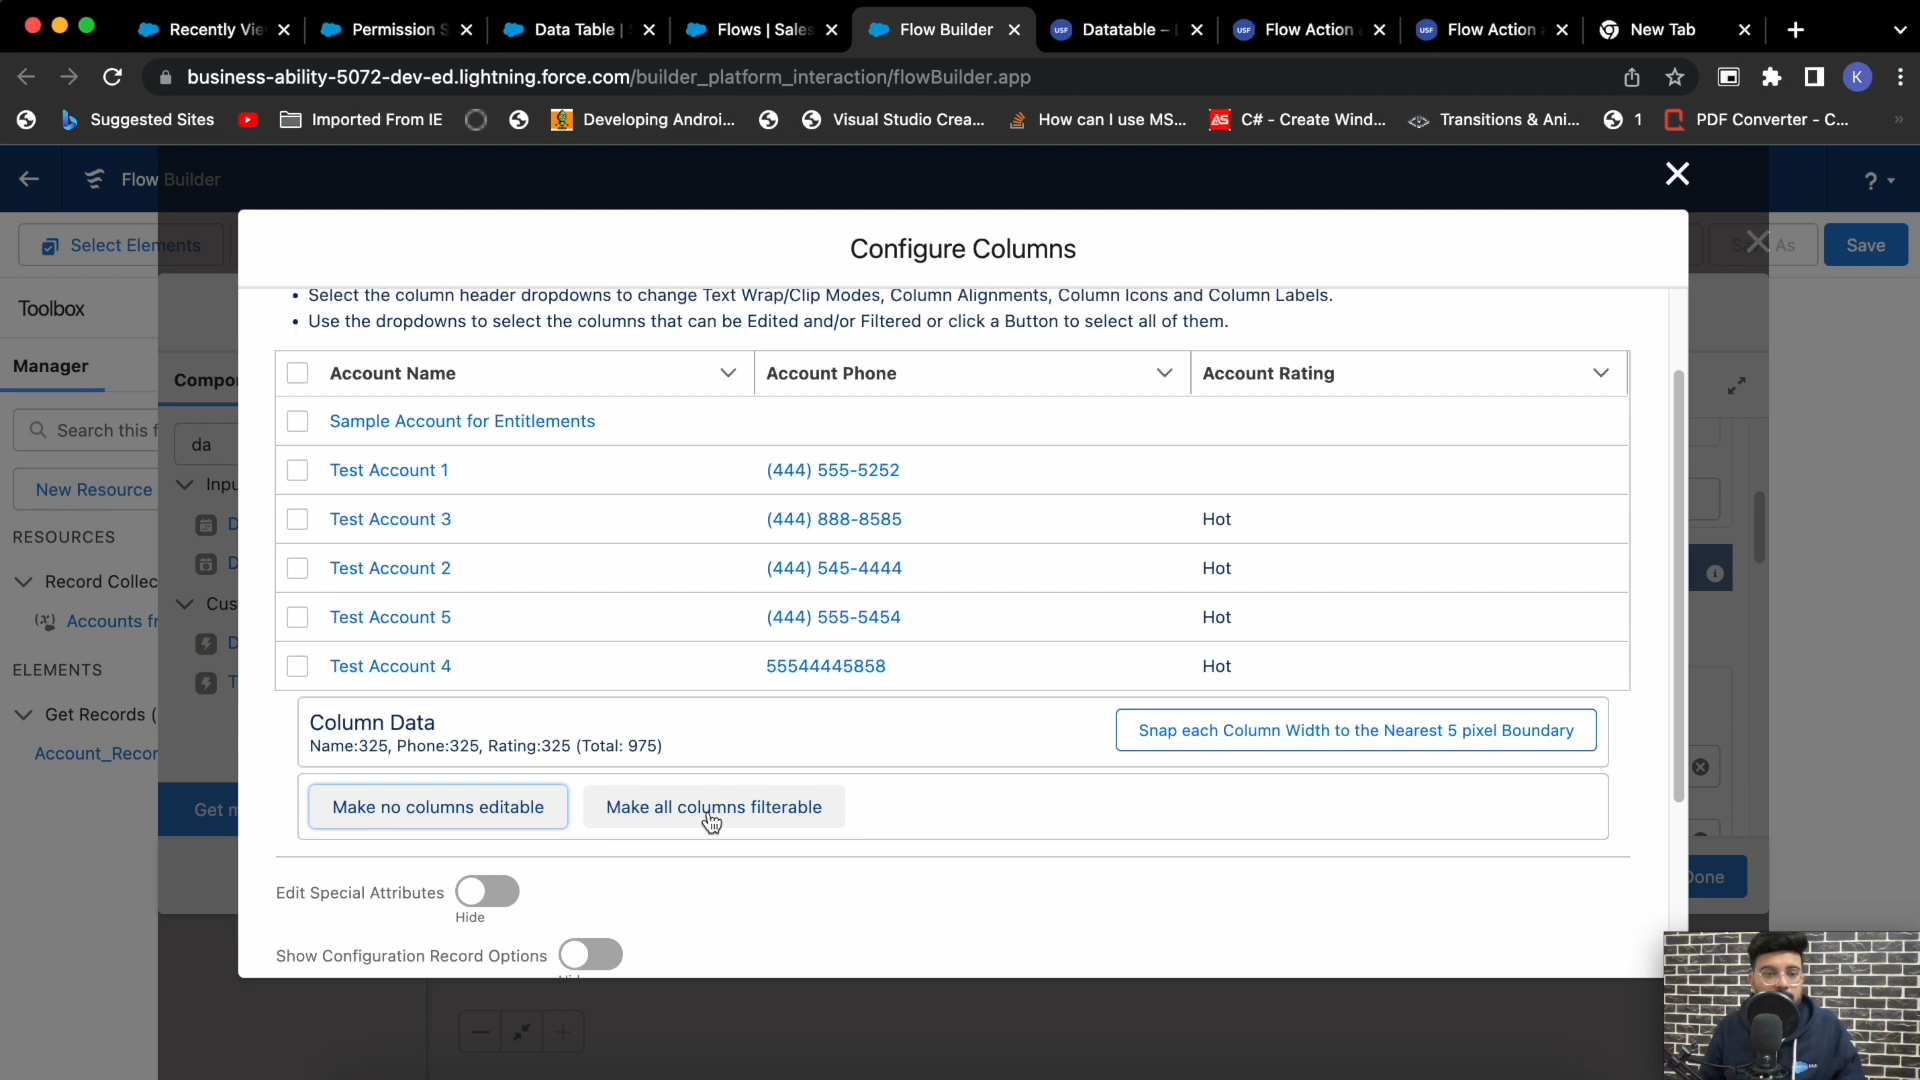 Recently Vie
Permission S
Data Table |
Flows | Sales
Flow Builder
Datatable –
Flow Action
Flow Action
New Tab
business-ability-5072-dev-ed.lightning.force.com/builder_platform_interaction/flowBuilder.app
K
Suggested Sites
Imported From IE
Developing Androi...
Visual Studio Crea...
How can I use MS...
C# - Create Wind...
Transitions & Ani...
1
PDF Converter - C...
Flow Builder
?
Select Elements
As
Save
Configure Columns
Toolbox
• Select the column header dropdowns to change Text Wrap/Clip Modes, Column Alignments, Column Icons and Column Labels.
• Use the dropdowns to select the columns that can be Edited and/or Filtered or click a Button to select all of them.
Manager
Compo
Account Name
Account Phone
Account Rating
Search this f
da
Sample Account for Entitlements
New Resource
Inpu
Test Account 1
(444) 555-5252
RESOURCES
D
Test Account 3
(444) 888-8585
Hot
Record Collec
D
Test Account 2
(444) 545-4444
Hot
Accounts fr
Cus
Test Account 5
(444) 555-5454
Hot
ELEMENTS
D
T
Test Account 4
55544445858
Hot
Get Records (
Column Data
Name:325, Phone:325, Rating:325 (Total: 975)
Snap each Column Width to the Nearest 5 pixel Boundary
Account_Recor
Get m
Make no columns editable
Make all columns filterable
Edit Special Attributes
Hide
Done
Show Configuration Record Options